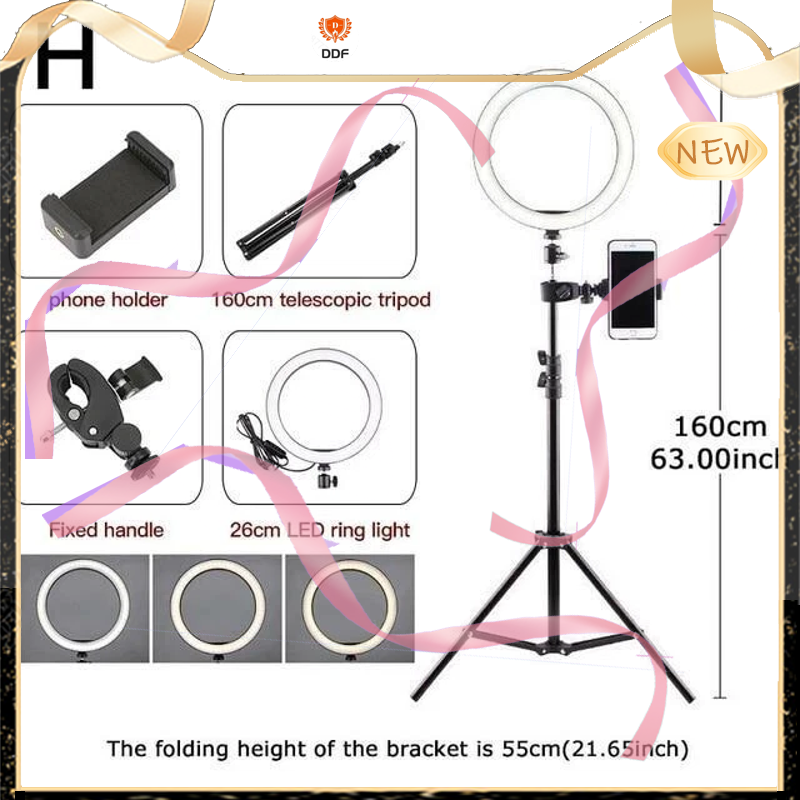 H
DDF
NEW
phone holder
160cm telescopic tripod
Fixed handle
26cm LED ring light
160cm
63.00inch
The folding height of the bracket is 55cm(21.65inch)